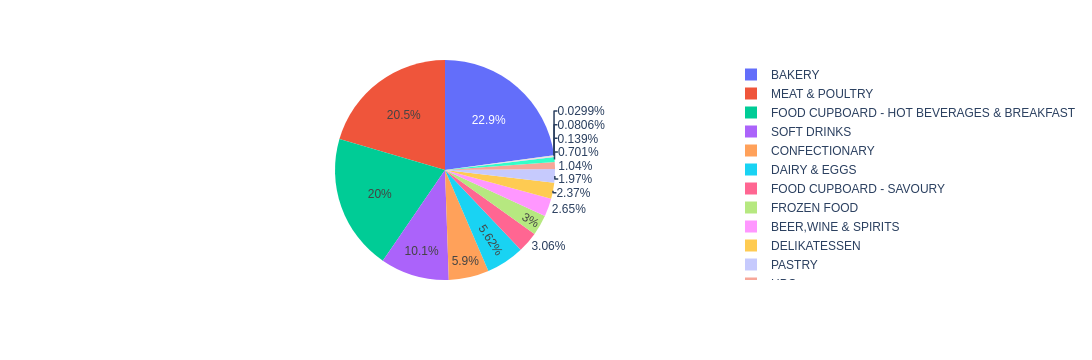 20.5%
22.9%
20%
10.1%
5.9%
5.62%
3.06%
3%
2.65%
2.37%
1.97%
1.04%
0.701%
0.139%
0.0806%
0.0299%
BAKERY
MEAT & POULTRY
FOOD CUPBOARD - HOT BEVERAGES & BREAKFAST
SOFT DRINKS
CONFECTIONARY
DAIRY & EGGS
FOOD CUPBOARD - SAVOURY
FROZEN FOOD
BEER,WINE & SPIRITS
DELIKATESSEN
PASTRY